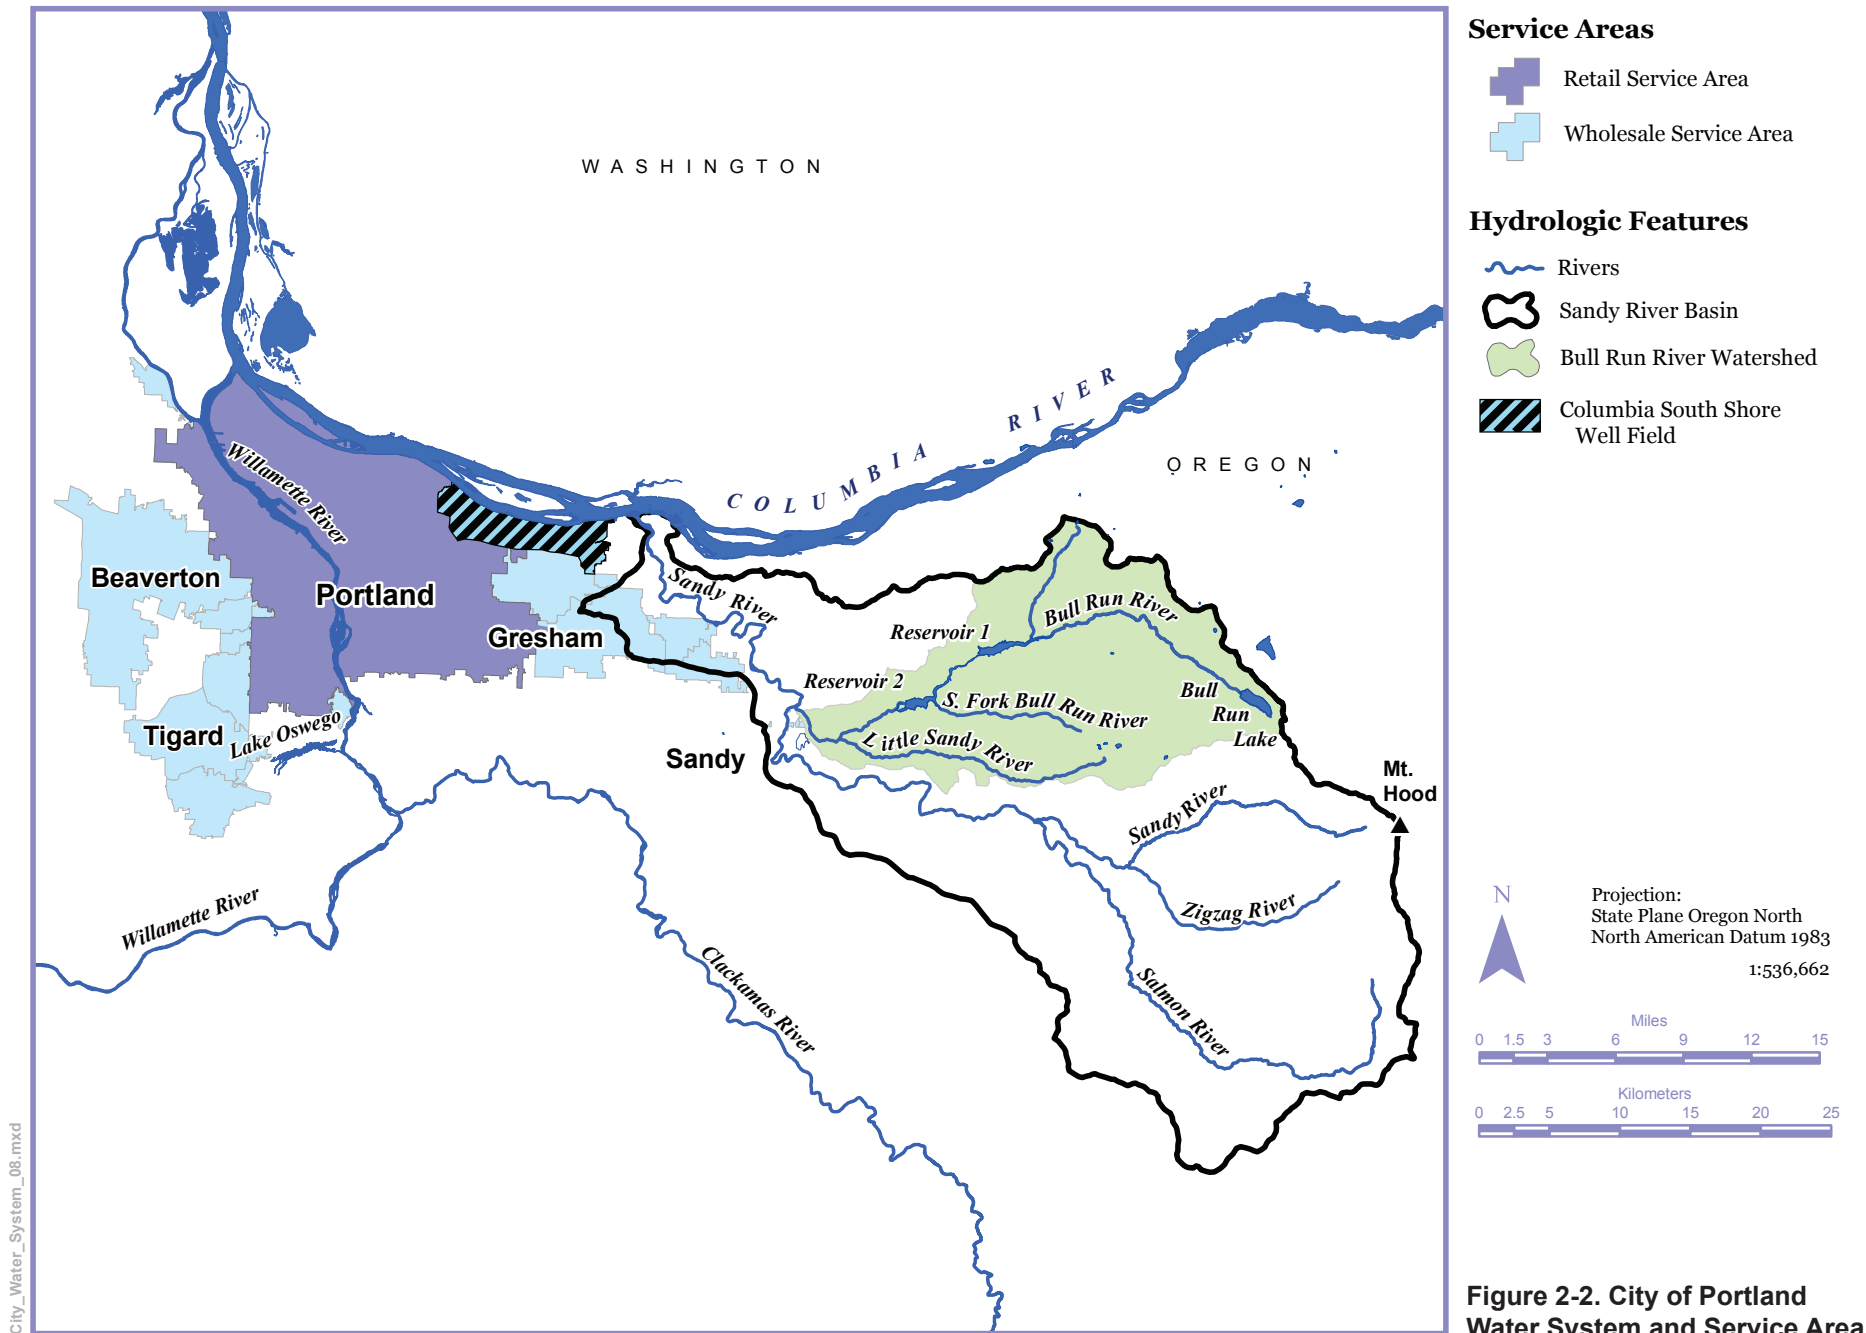 WASHINGTON
COLUMBIA RIVER
OREGON
Willamette River
Beaverton
Portland
Gresham
Sandy River
Bull Run River
Reservoir 1
Reservoir 2
S. Fork Bull Run River
Bull
Run
Lake
Little Sandy River
Tigard
Lake Oswego
Sandy
Mt.
Hood
Sandy River
Zigzag River
Willamette River
Clackamas River
Salmon River
City_Water_System_08.mxd
Service Areas
Retail Service Area
Wholesale Service Area
Hydrologic Features
Rivers
Sandy River Basin
Bull Run River Watershed
Columbia South Shore
Well Field
N
Projection:
State Plane Oregon North
North American Datum 1983
1:536,662
Miles
0 1.5 3 6 9 12 15
Kilometers
0 2.5 5 10 15 20 25
Figure 2-2. City of Portland
Water System and Service Area